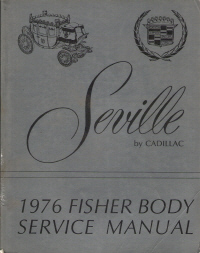 Seville
by CADILLAC
1976 FISHER BODY
SERVICE MANUAL